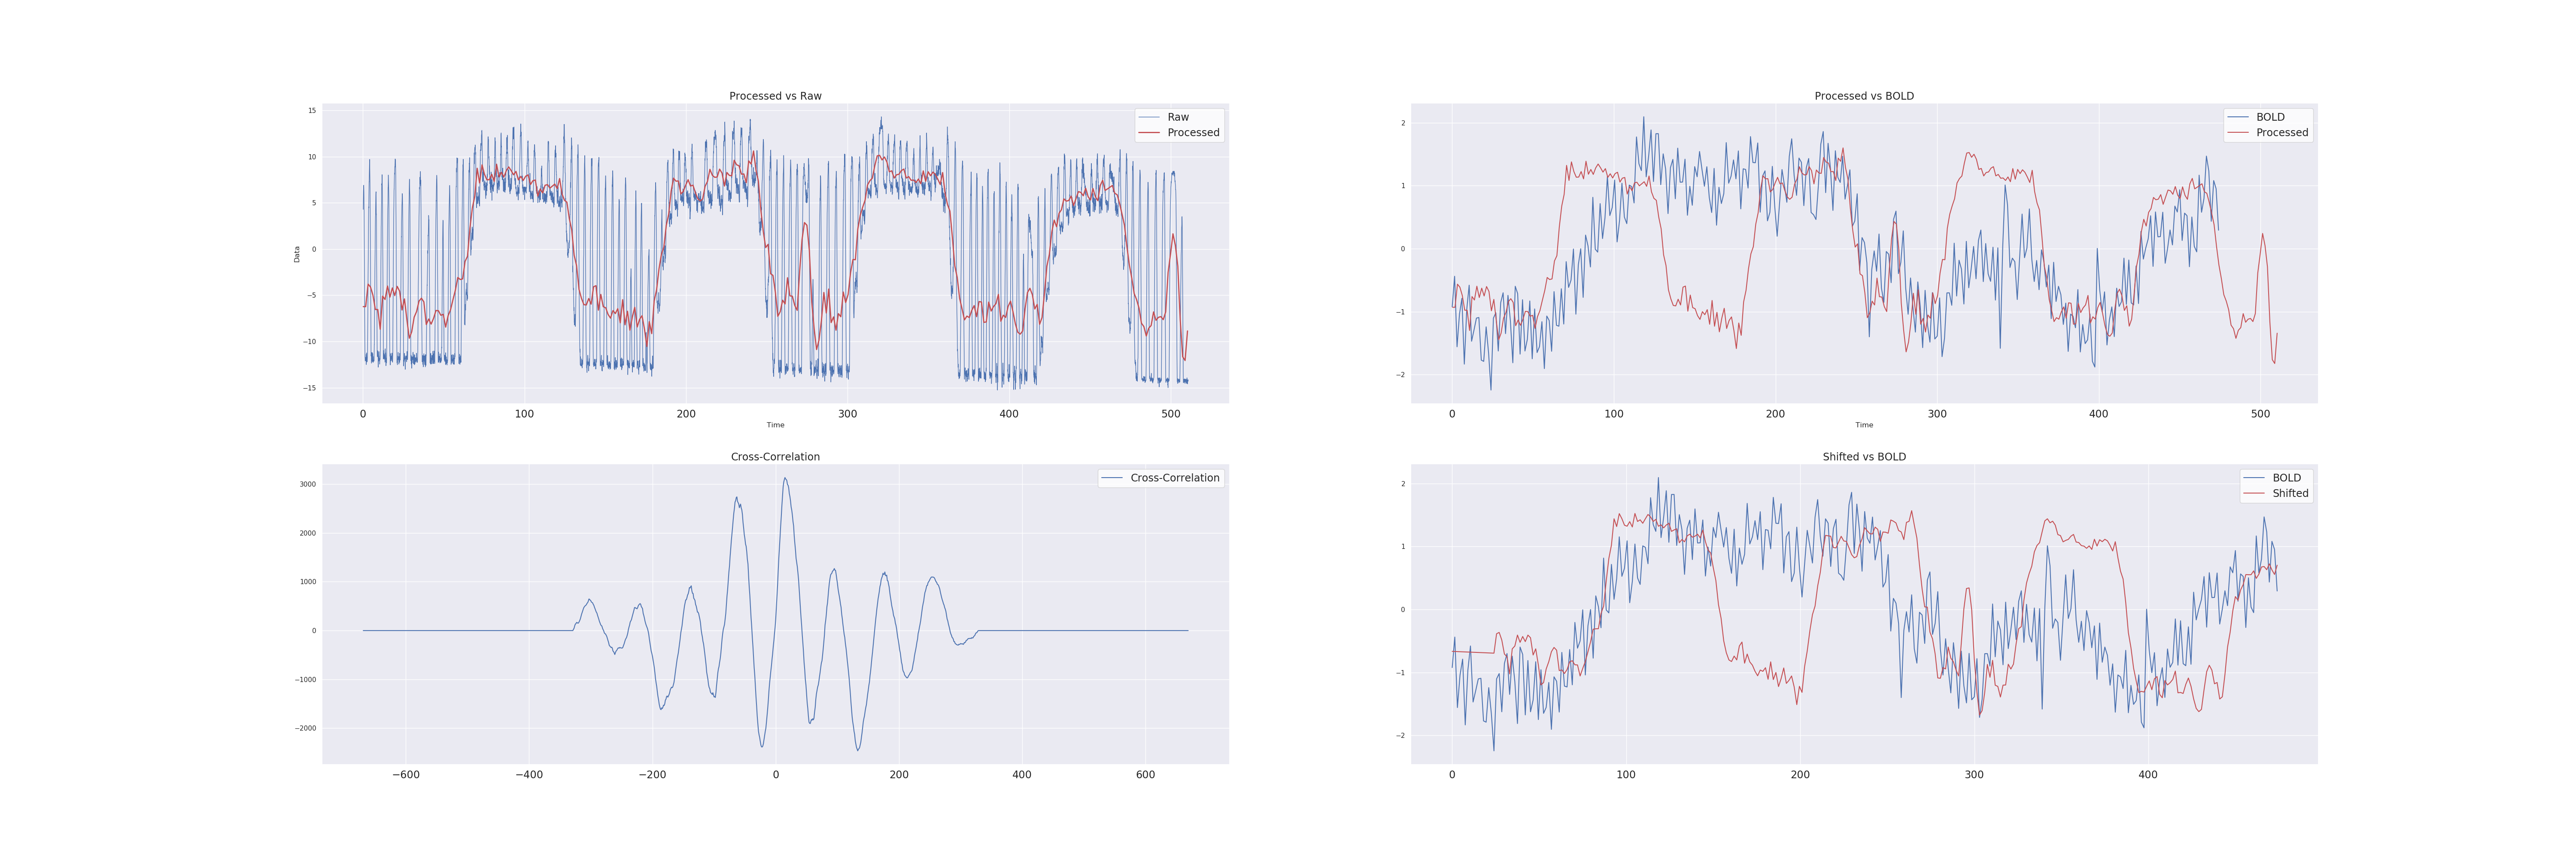 Processed vs Raw
15
10
5
0
−5
−10
−15
Data
Raw
Processed
0 100 200 300 400 500
Time
Processed vs BOLD
2
1
0
−1
−2
BOLD
Processed
0 100 200 300 400 500
Time
Cross-Correlation
3000
2000
1000
0
−1000
−2000
Cross-Correlation
−600 −400 −200 0 200 400 600
Shifted vs BOLD
2
1
0
−1
−2
BOLD
Shifted
0 100 200 300 400